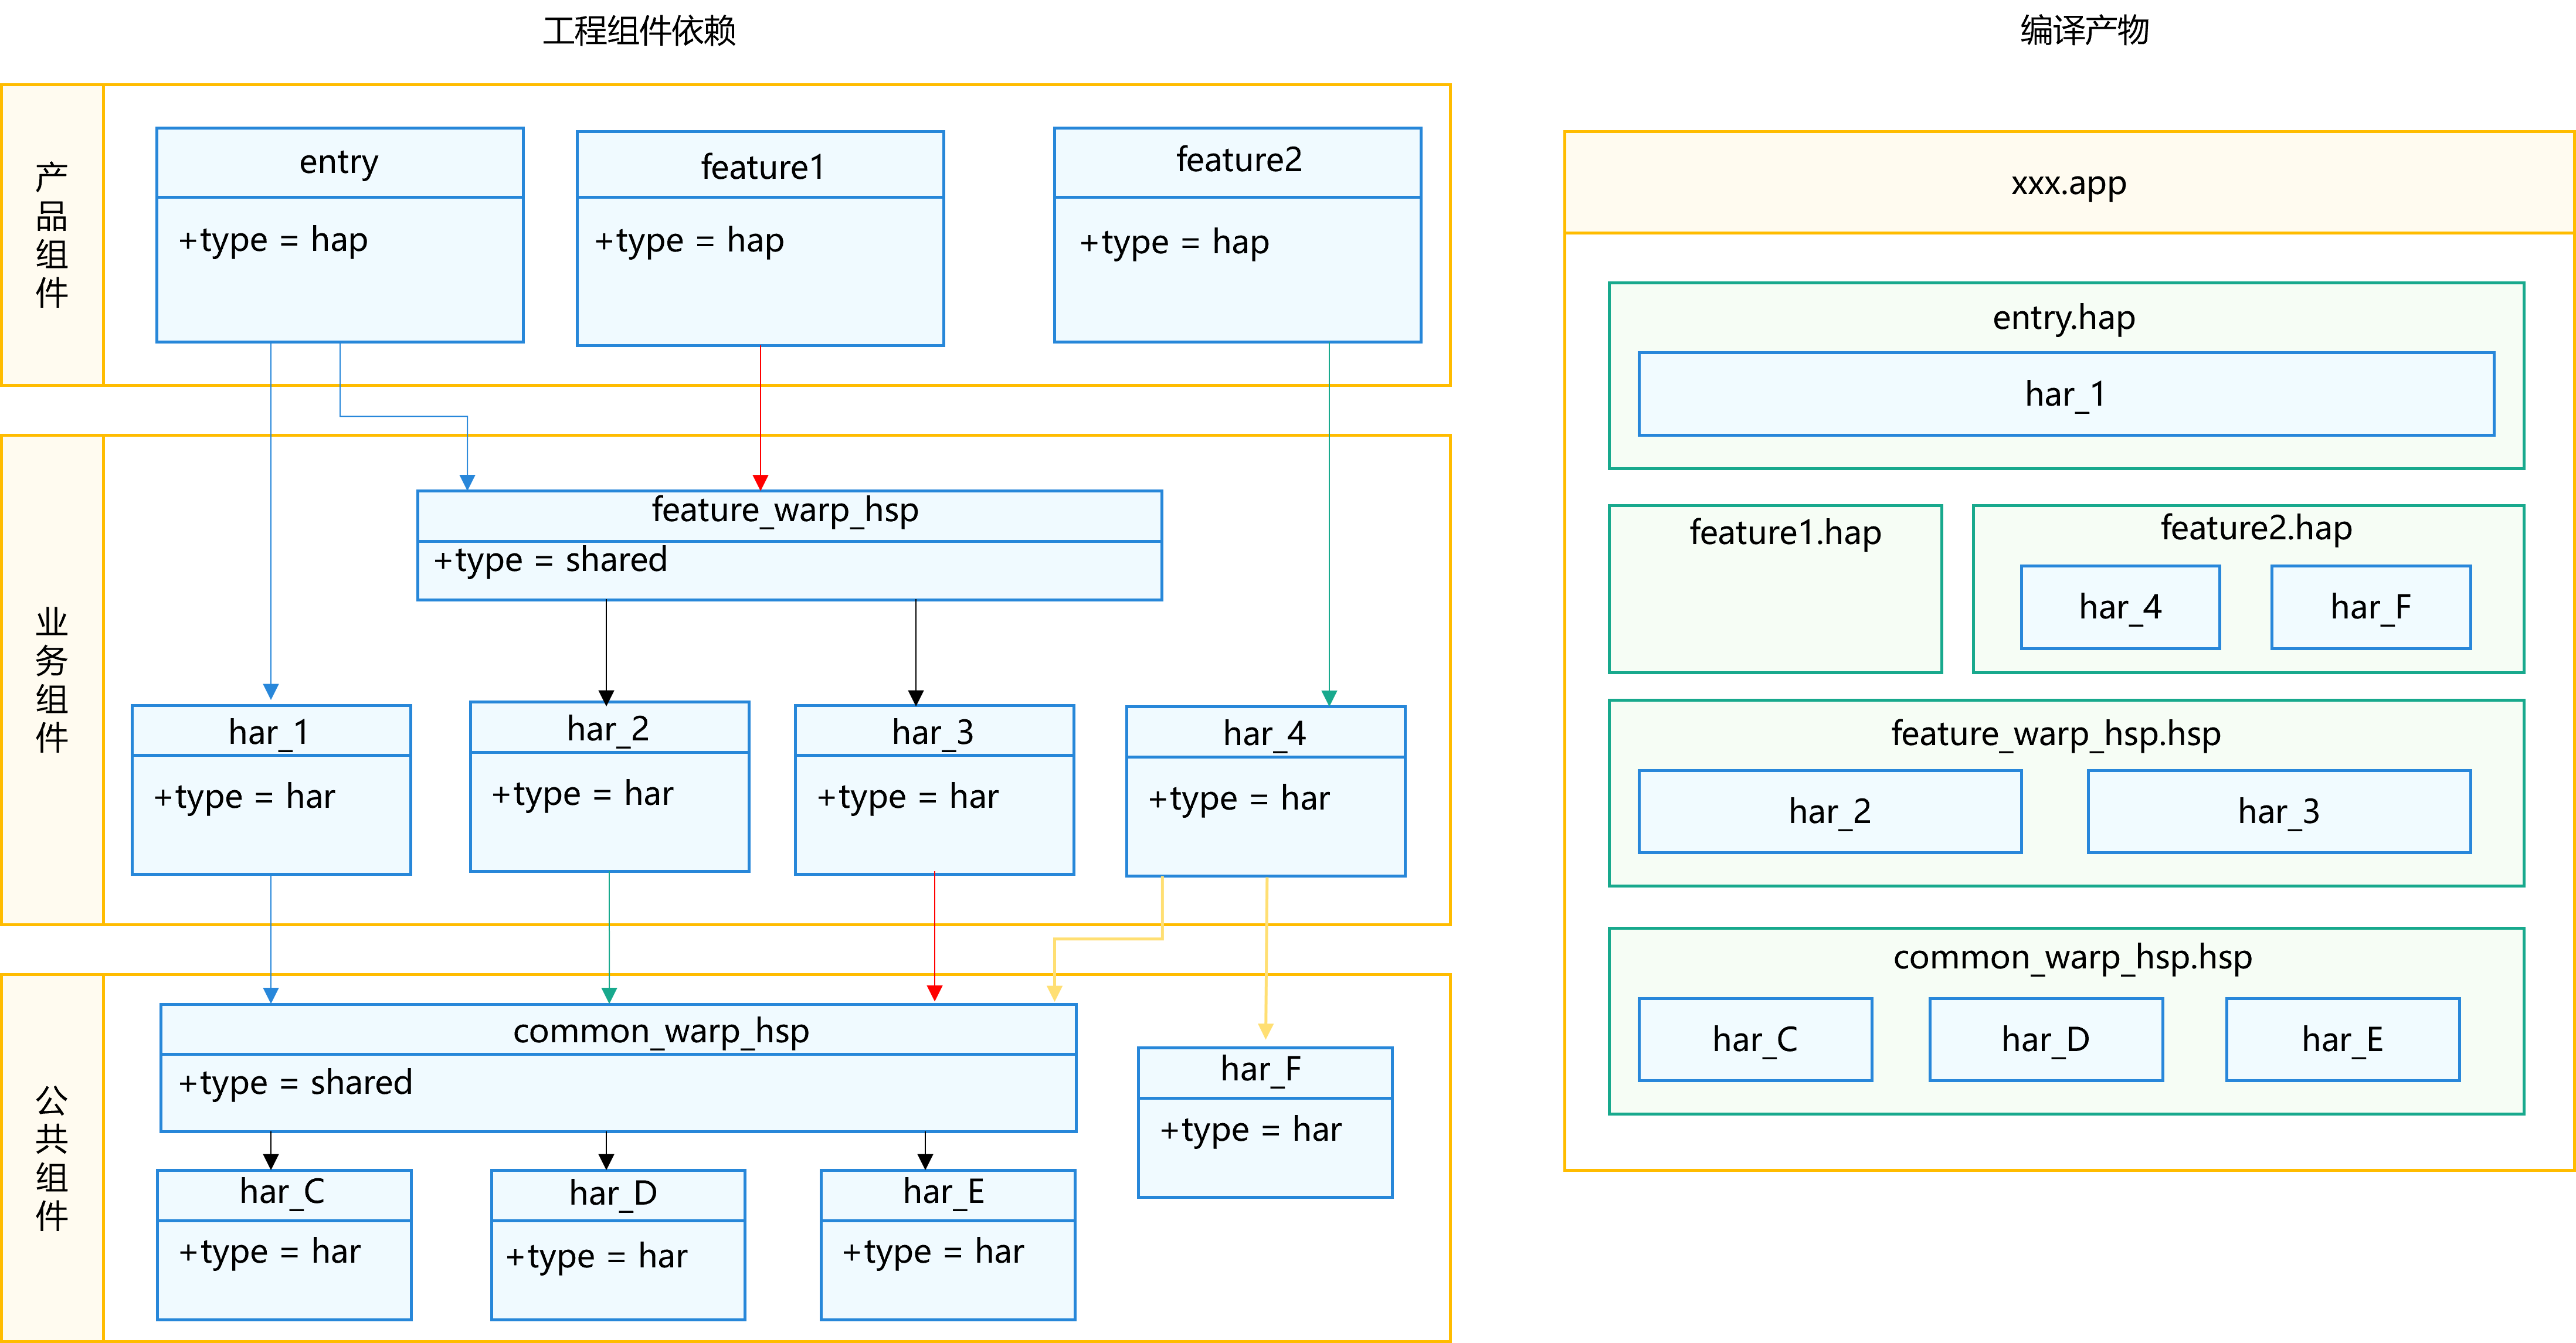 工程组件依赖
产品组件
entry
+type = hap
feature1
+type = hap
feature2
+type = hap
业务组件
feature_warp_hsp
+type = shared
har_1
+type = har
har_2
+type = har
har_3
+type = har
har_4
+type = har
公共组件
common_warp_hsp
+type = shared
har_F
+type = har
har_C
+type = har
har_D
+type = har
har_E
+type = har
编译产物
xxx.app
entry.hap
har_1
feature1.hap
feature2.hap
har_4
har_F
feature_warp_hsp.hsp
har_2
har_3
common_warp_hsp.hsp
har_C
har_D
har_E